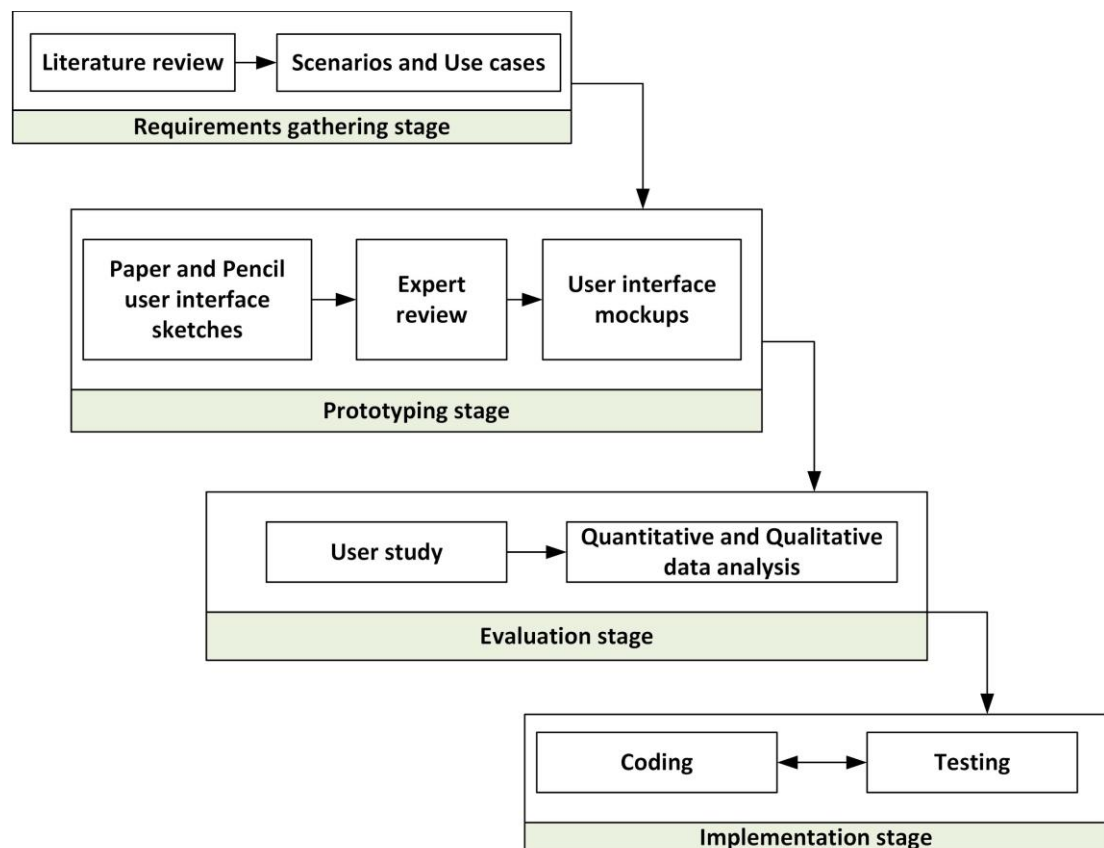 Literature review
Scenarios and Use cases
Requirements gathering stage
Paper and Pencil
user interface
sketches
Expert
review
User interface
mockups
Prototyping stage
User study
Quantitative and Qualitative
data analysis
Evaluation stage
Coding
Testing
Implementation stage